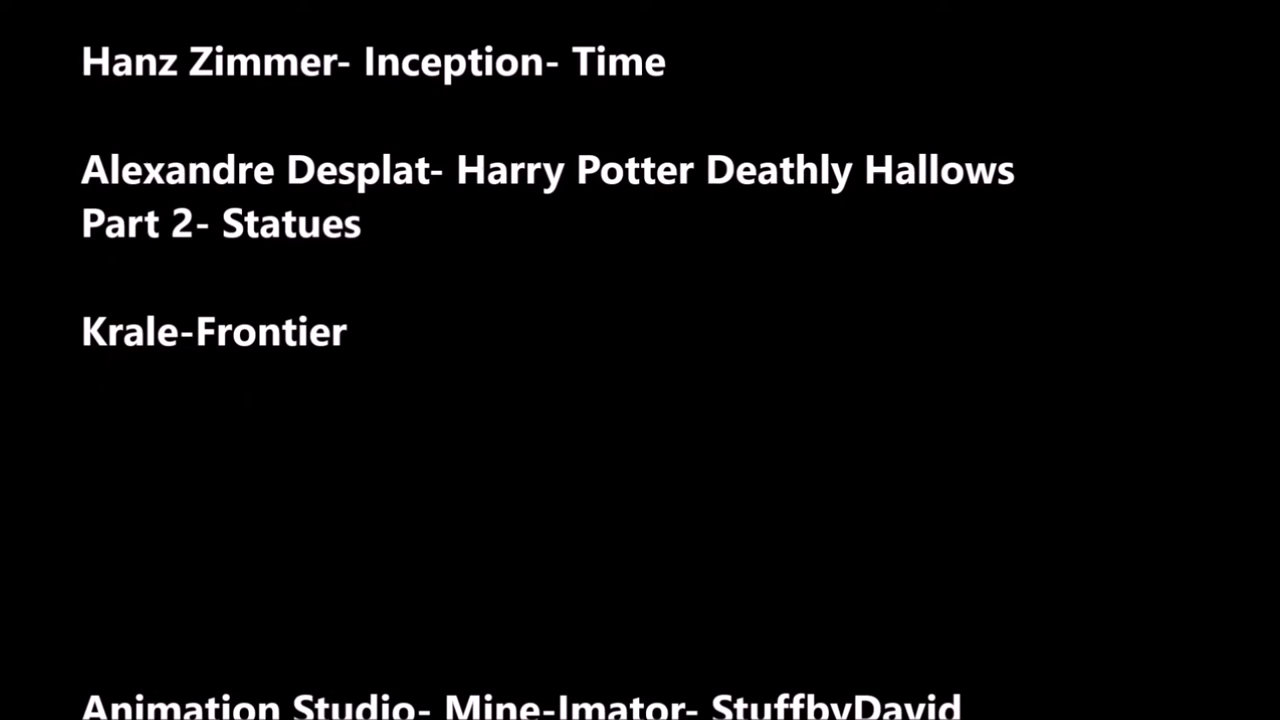 Hanz Zimmer- Inception- Time
Alexandre Desplat- Harry Potter Deathly Hallows
Part 2- Statues
Krale-Frontier
Animation Studio- Mine-Imator- StuffbyDavid